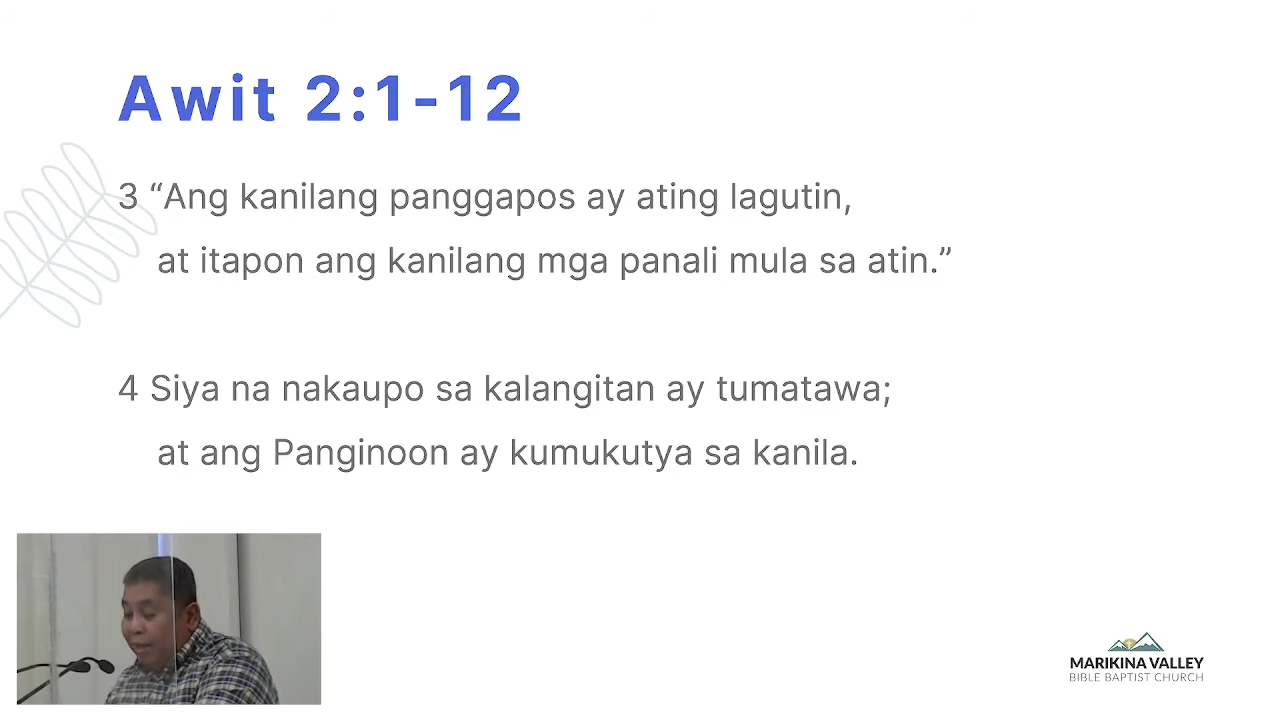 Awit 2:1-12
3 “Ang kanilang panggapos ay ating lagutin,
at itapon ang kanilang mga panali mula sa atin.”
4 Siya na nakaupo sa kalangitan ay tumatawa;
at ang Panginoon ay kumukutya sa kanila.
MARIKINA VALLEY
BIBLE BAPTIST CHURCH